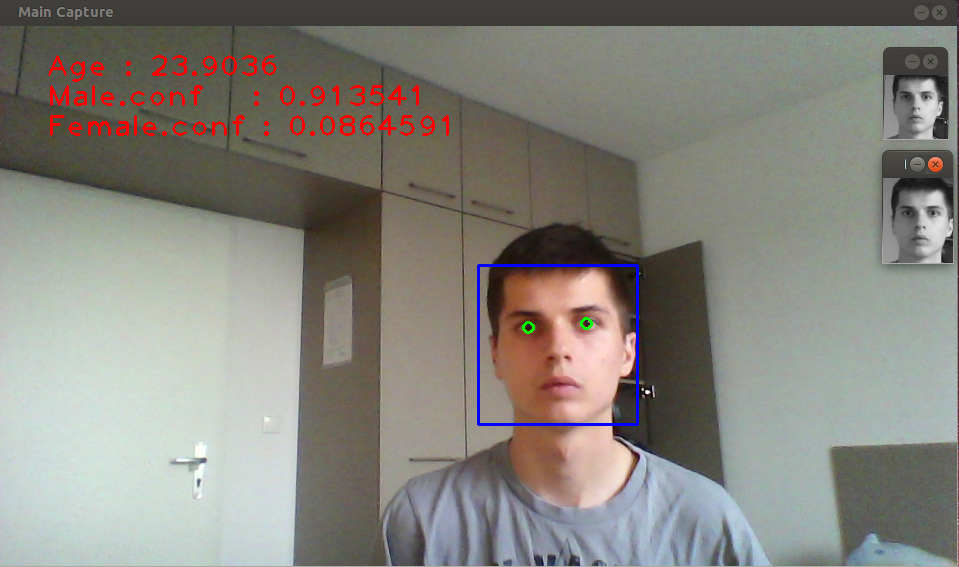 Main Capture
Age : 23.9036
Male.conf : 0.913541
Female.conf : 0.0864591